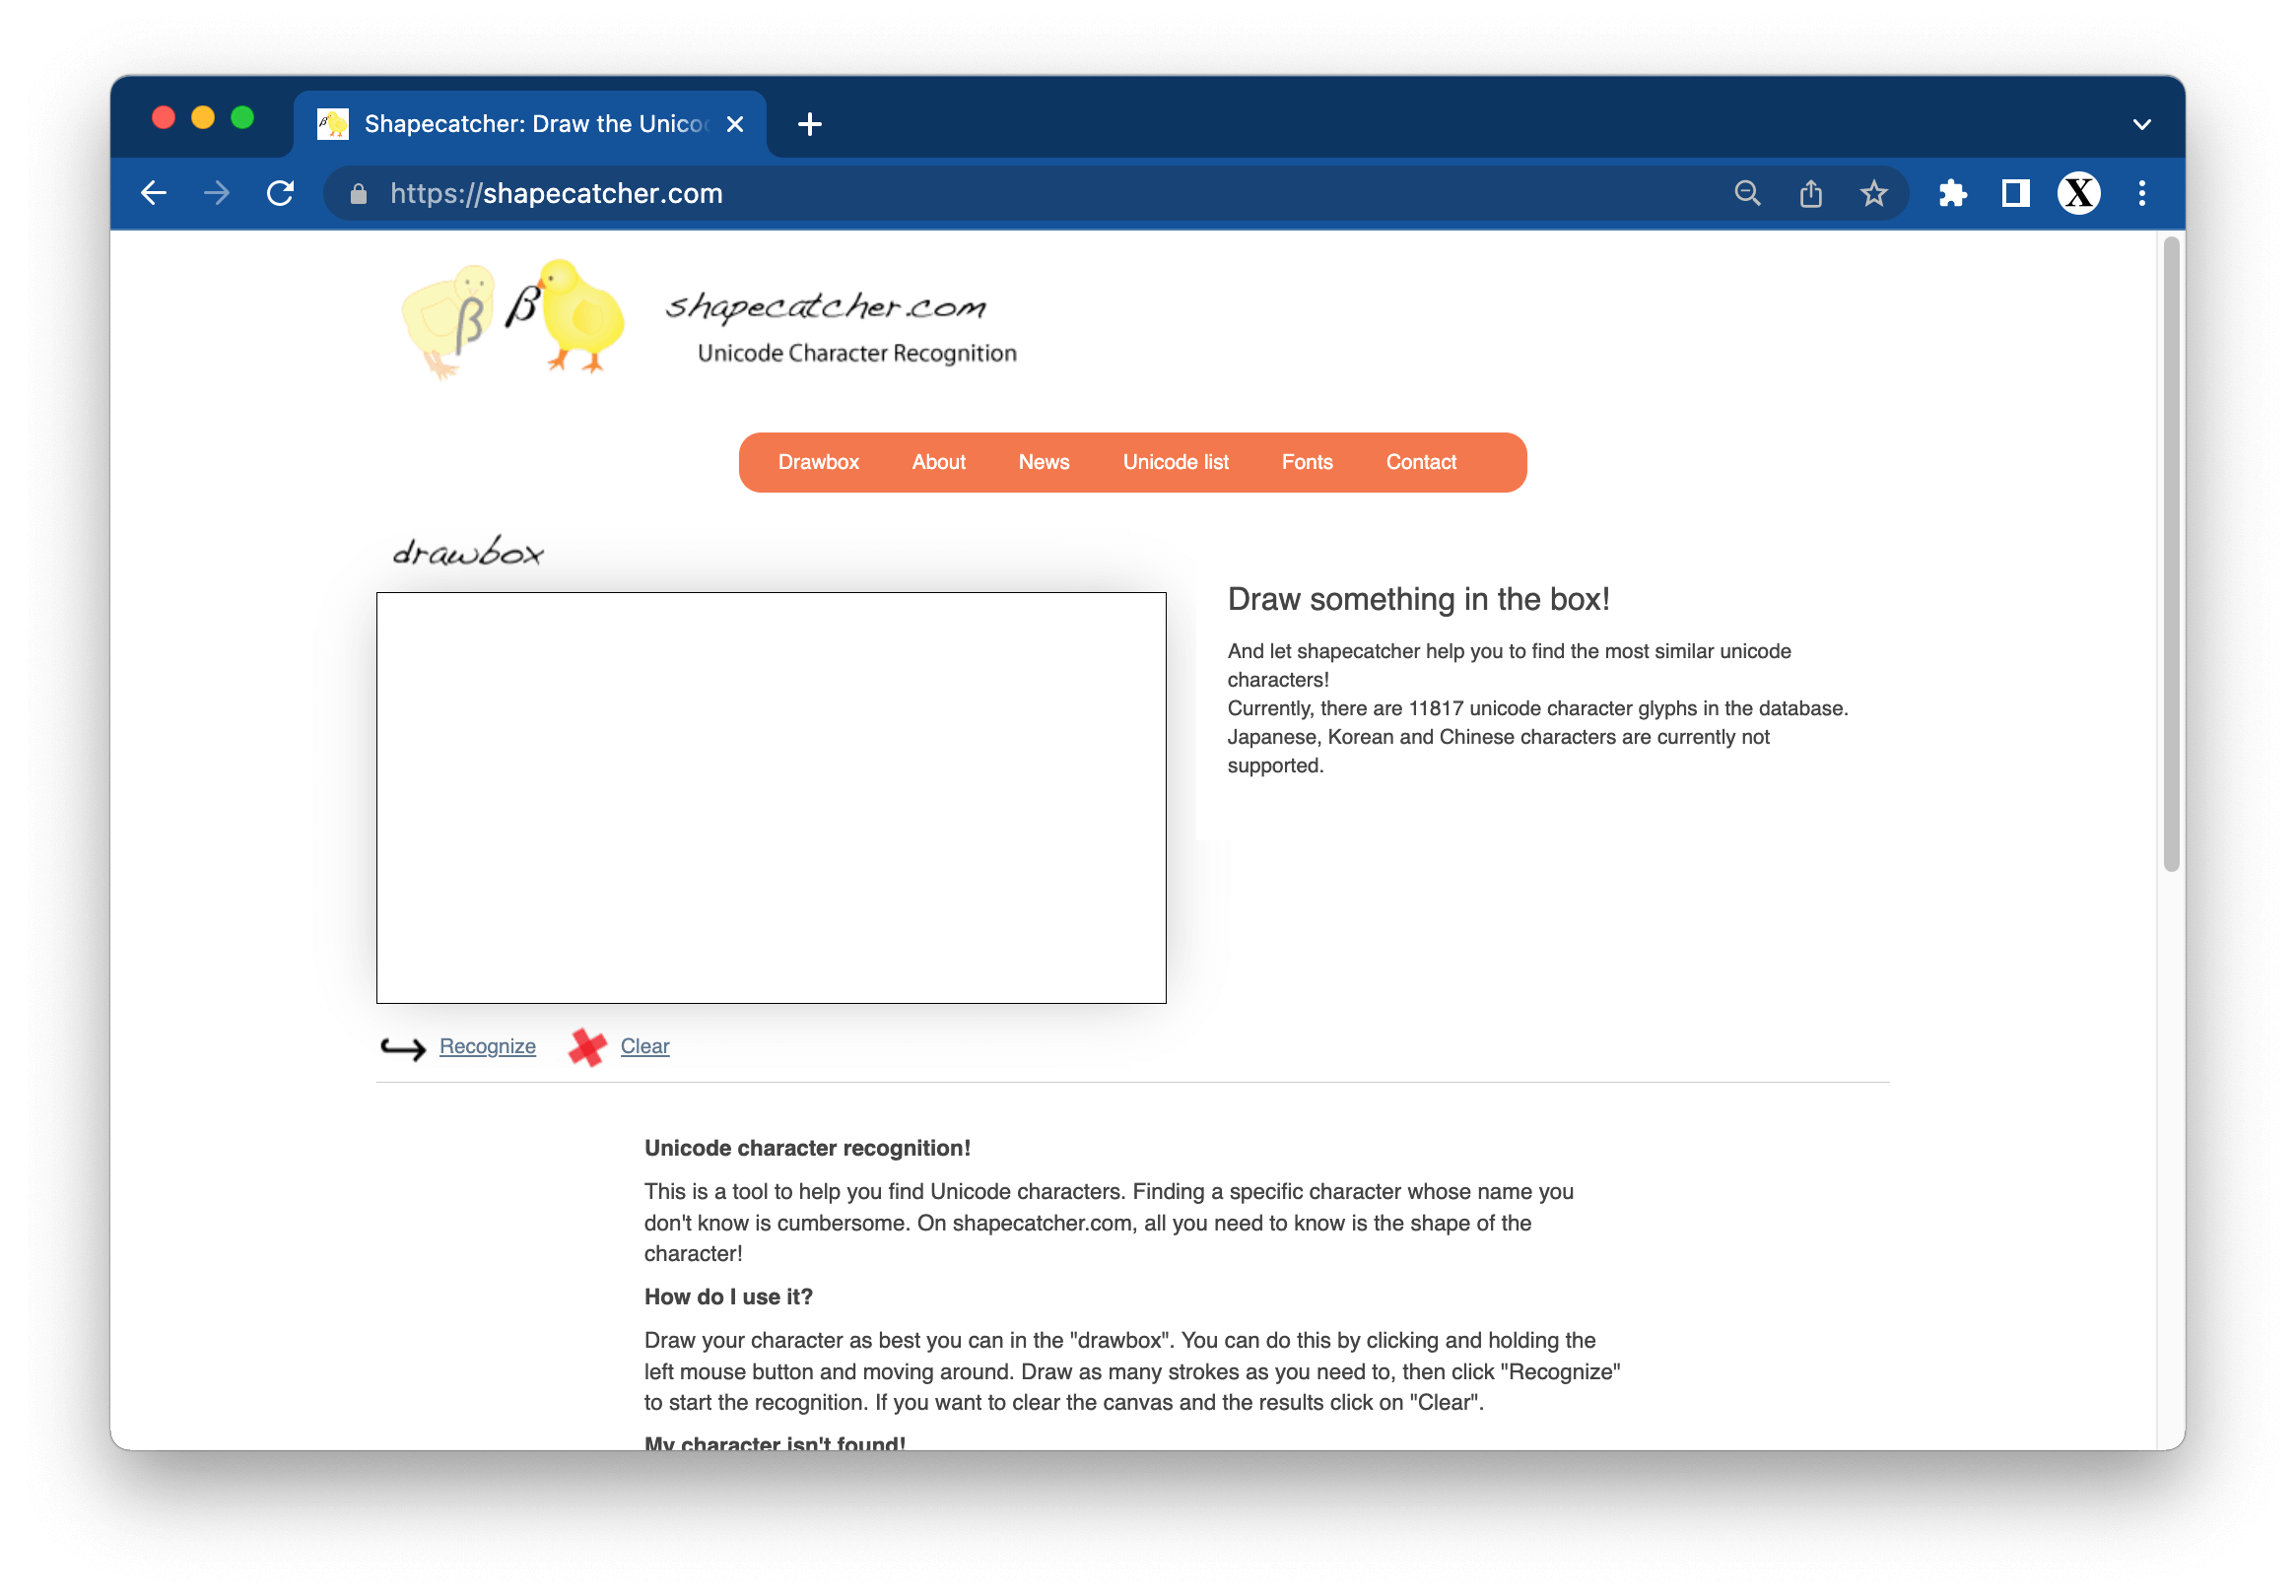 Shapecatcher: Draw the Unico
https://shapecatcher.com
X
β β
shapecatcher.com
Unicode Character Recognition
Drawbox About News Unicode list Fonts Contact
drawbox
Draw something in the box!
And let shapecatcher help you to find the most similar unicode
characters!
Currently, there are 11817 unicode character glyphs in the database.
Japanese, Korean and Chinese characters are currently not
supported.
Recognize Clear
Unicode character recognition!
This is a tool to help you find Unicode characters. Finding a specific character whose name you
don't know is cumbersome. On shapecatcher.com, all you need to know is the shape of the
character!
How do I use it?
Draw your character as best you can in the "drawbox". You can do this by clicking and holding the
left mouse button and moving around. Draw as many strokes as you need to, then click "Recognize"
to start the recognition. If you want to clear the canvas and the results click on "Clear".
My character isn't found!